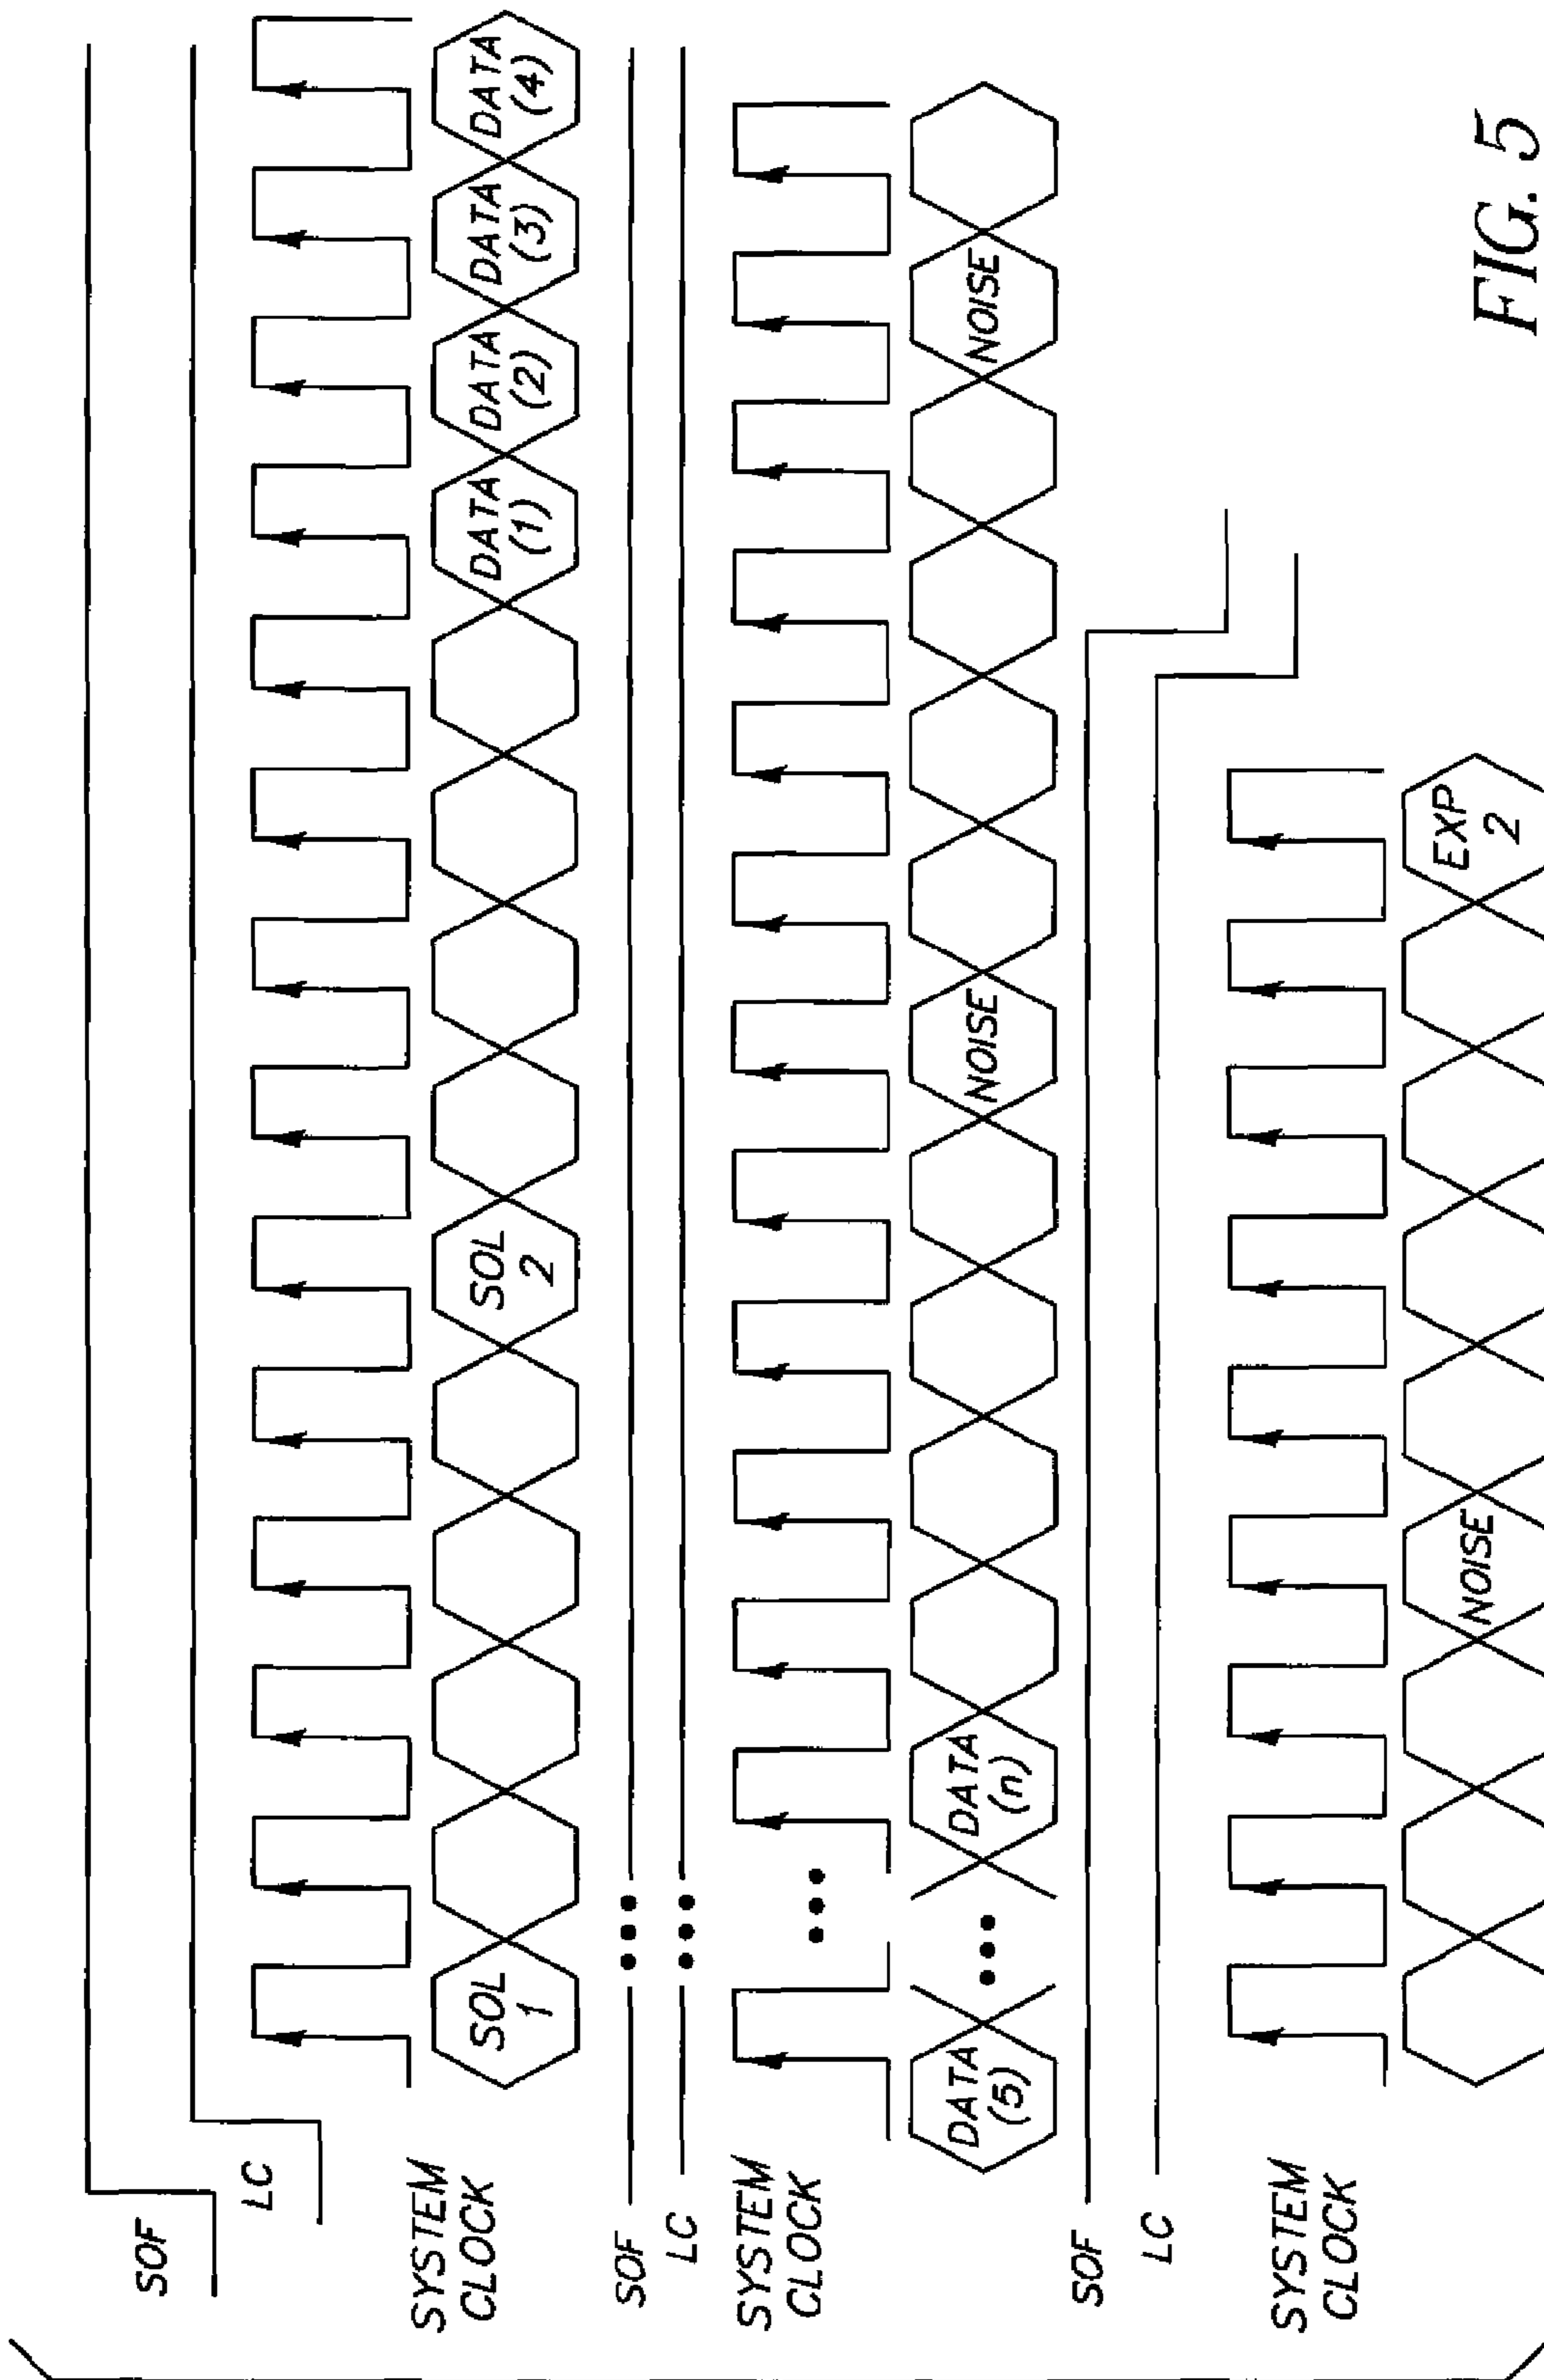 SOF
LC
SYSTEM
CLOCK
SOL
1
SOL
2
DATA
(1)
DATA
(2)
DATA
(3)
DATA
(4)
SOF
LC
SYSTEM
CLOCK
DATA
(5)
DATA
(n)
NOISE
NOISE
SOF
LC
SYSTEM
CLOCK
NOISE
EXP
2
FIG. 5